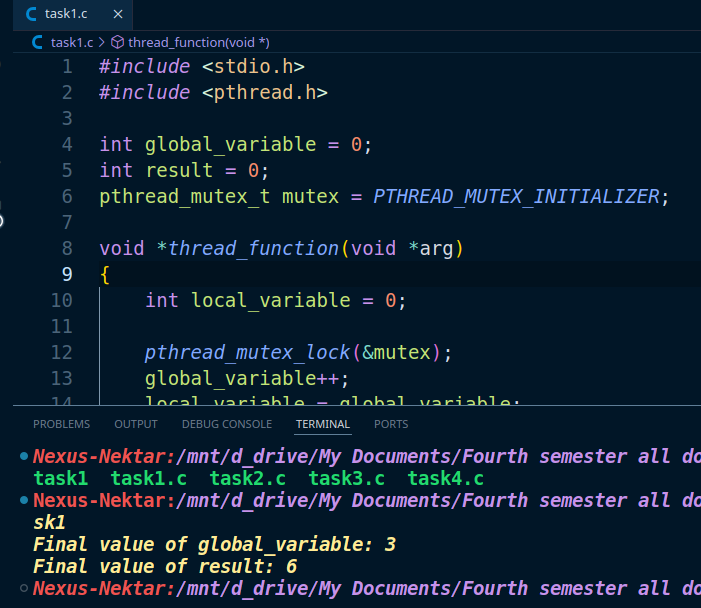 task1.c ×
task1.c > thread_function(void *)
1 #include <stdio.h>
2 #include <pthread.h>
3
4 int global_variable = 0;
5 int result = 0;
6 pthread_mutex_t mutex = PTHREAD_MUTEX_INITIALIZER;
7
8 void *thread_function(void *arg)
9 {
10 int local_variable = 0;
11
12 pthread_mutex_lock(&mutex);
13 global_variable++;
14 local_variable = global_variable;
PROBLEMS OUTPUT DEBUG CONSOLE TERMINAL PORTS
Nexus-Nektar:/mnt/d_drive/My Documents/Fourth semester all do
task1 task1.c task2.c task3.c task4.c
Nexus-Nektar:/mnt/d_drive/My Documents/Fourth semester all do
sk1
Final value of global_variable: 3
Final value of result: 6
Nexus-Nektar:/mnt/d_drive/My Documents/Fourth semester all do